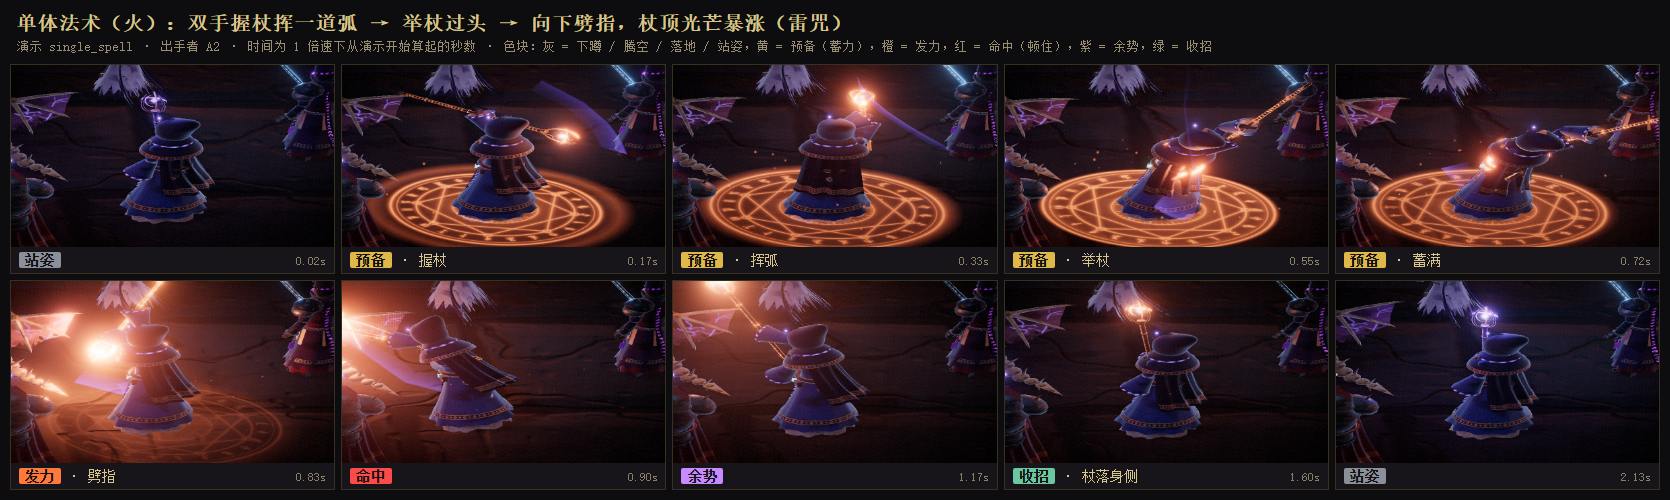 单体法术（火）：双手握杖挥一道弧 → 举杖过头 → 向下劈指，杖顶光芒暴涨（雷咒）
演示 single_spell · 出手者 A2 · 时间为 1 倍速下从演示开始算起的秒数 · 色块：灰 = 下蹲 / 腾空 / 落地 / 站姿，黄 = 预备（蓄力），橙 = 发力，红 = 命中（顿住），紫 = 余势，绿 = 收招
站姿 0.02s
预备 · 握杖 0.17s
预备 · 挥弧 0.33s
预备 · 举杖 0.55s
预备 · 蓄满 0.72s
发力 · 劈指 0.83s
命中 0.90s
余势 1.17s
收招 · 杖落身侧 1.60s
站姿 2.13s